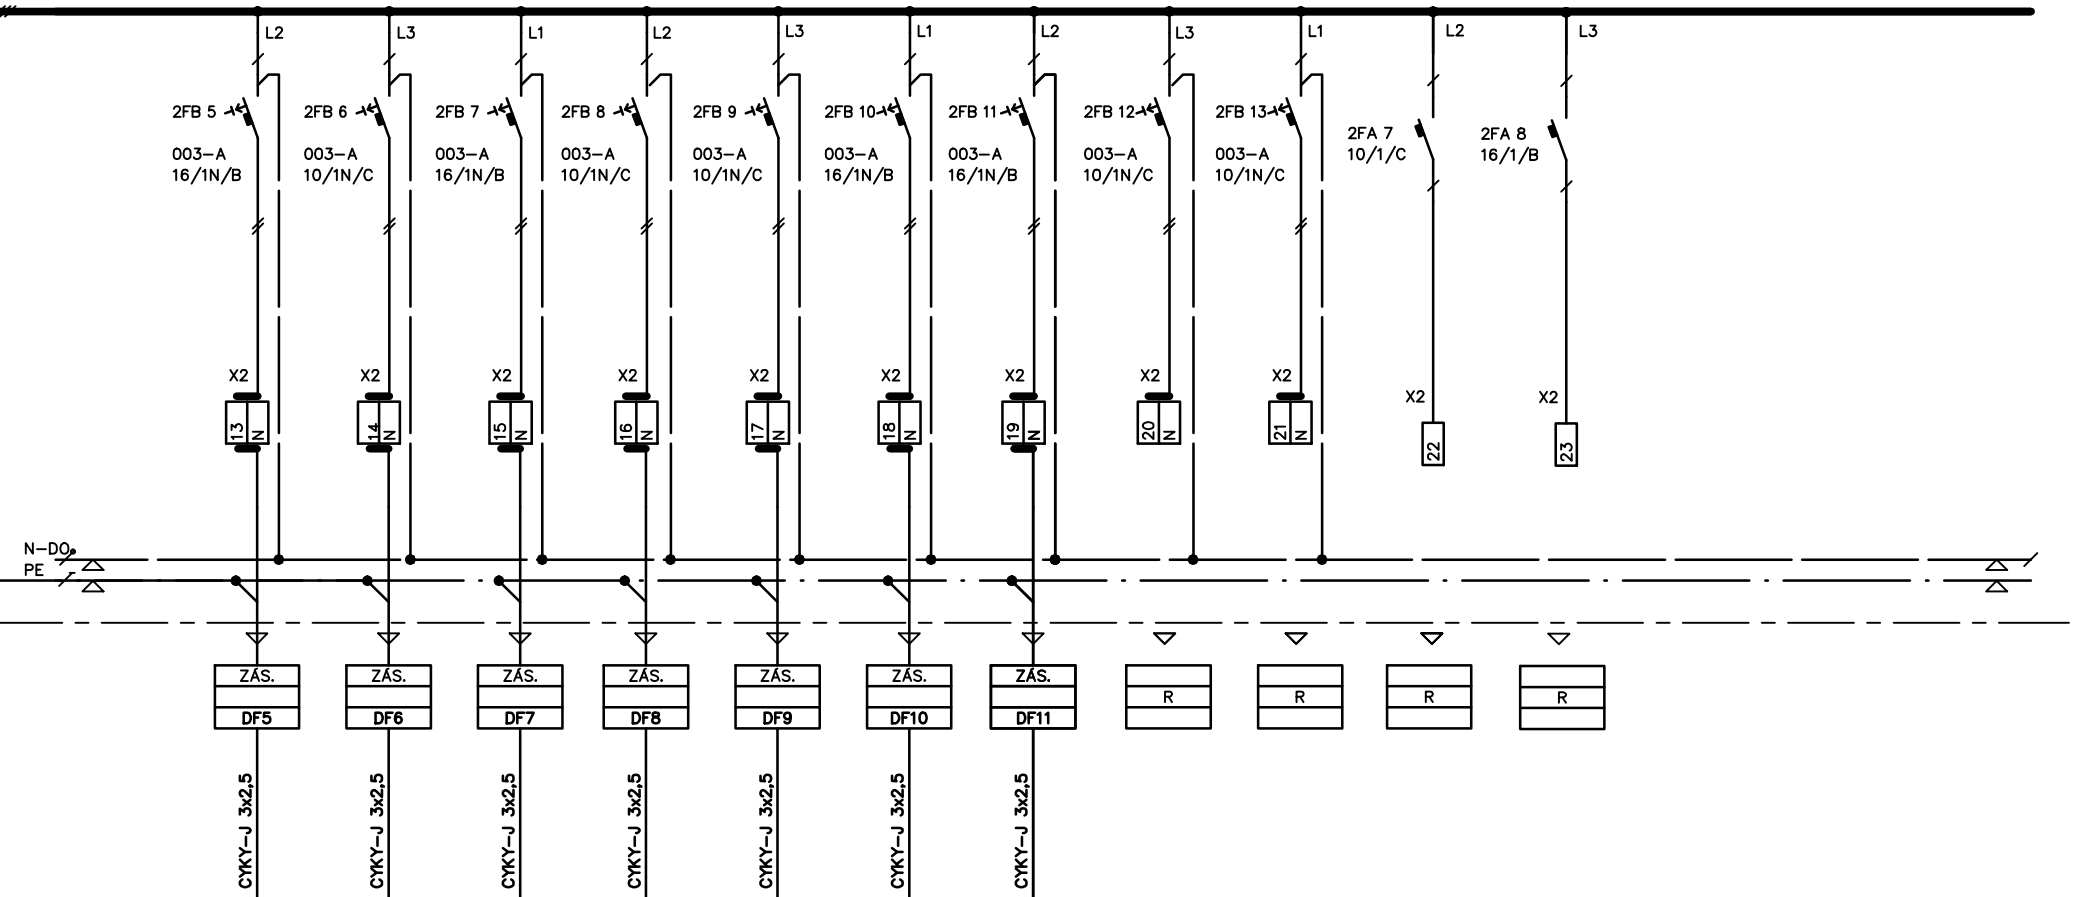 L2 L3 L1 L2 L3 L1 L2 L3 L1 L2 L3
2FB 5 2FB 6 2FB 7 2FB 8 2FB 9 2FB 10 2FB 11 2FB 12 2FB 13
2FA 7 2FA 8
003-A 003-A 003-A 003-A 003-A 003-A 003-A 003-A 003-A
10/1/C 16/1/B
16/1N/B 10/1N/C 16/1N/B 10/1N/C 10/1N/C 16/1N/B 16/1N/B 10/1N/C 10/1N/C
X2 X2 X2 X2 X2 X2 X2 X2 X2
X2 X2
13 N 14 N 15 N 16 N 17 N 18 N 19 N 20 N 21 N
22 23
N-DO
PE
ZÁS. ZÁS. ZÁS. ZÁS. ZÁS. ZÁS. ZÁS.
R R R R
DF5 DF6 DF7 DF8 DF9 DF10 DF11
CYKY-J 3x2,5 CYKY-J 3x2,5 CYKY-J 3x2,5 CYKY-J 3x2,5 CYKY-J 3x2,5 CYKY-J 3x2,5 CYKY-J 3x2,5